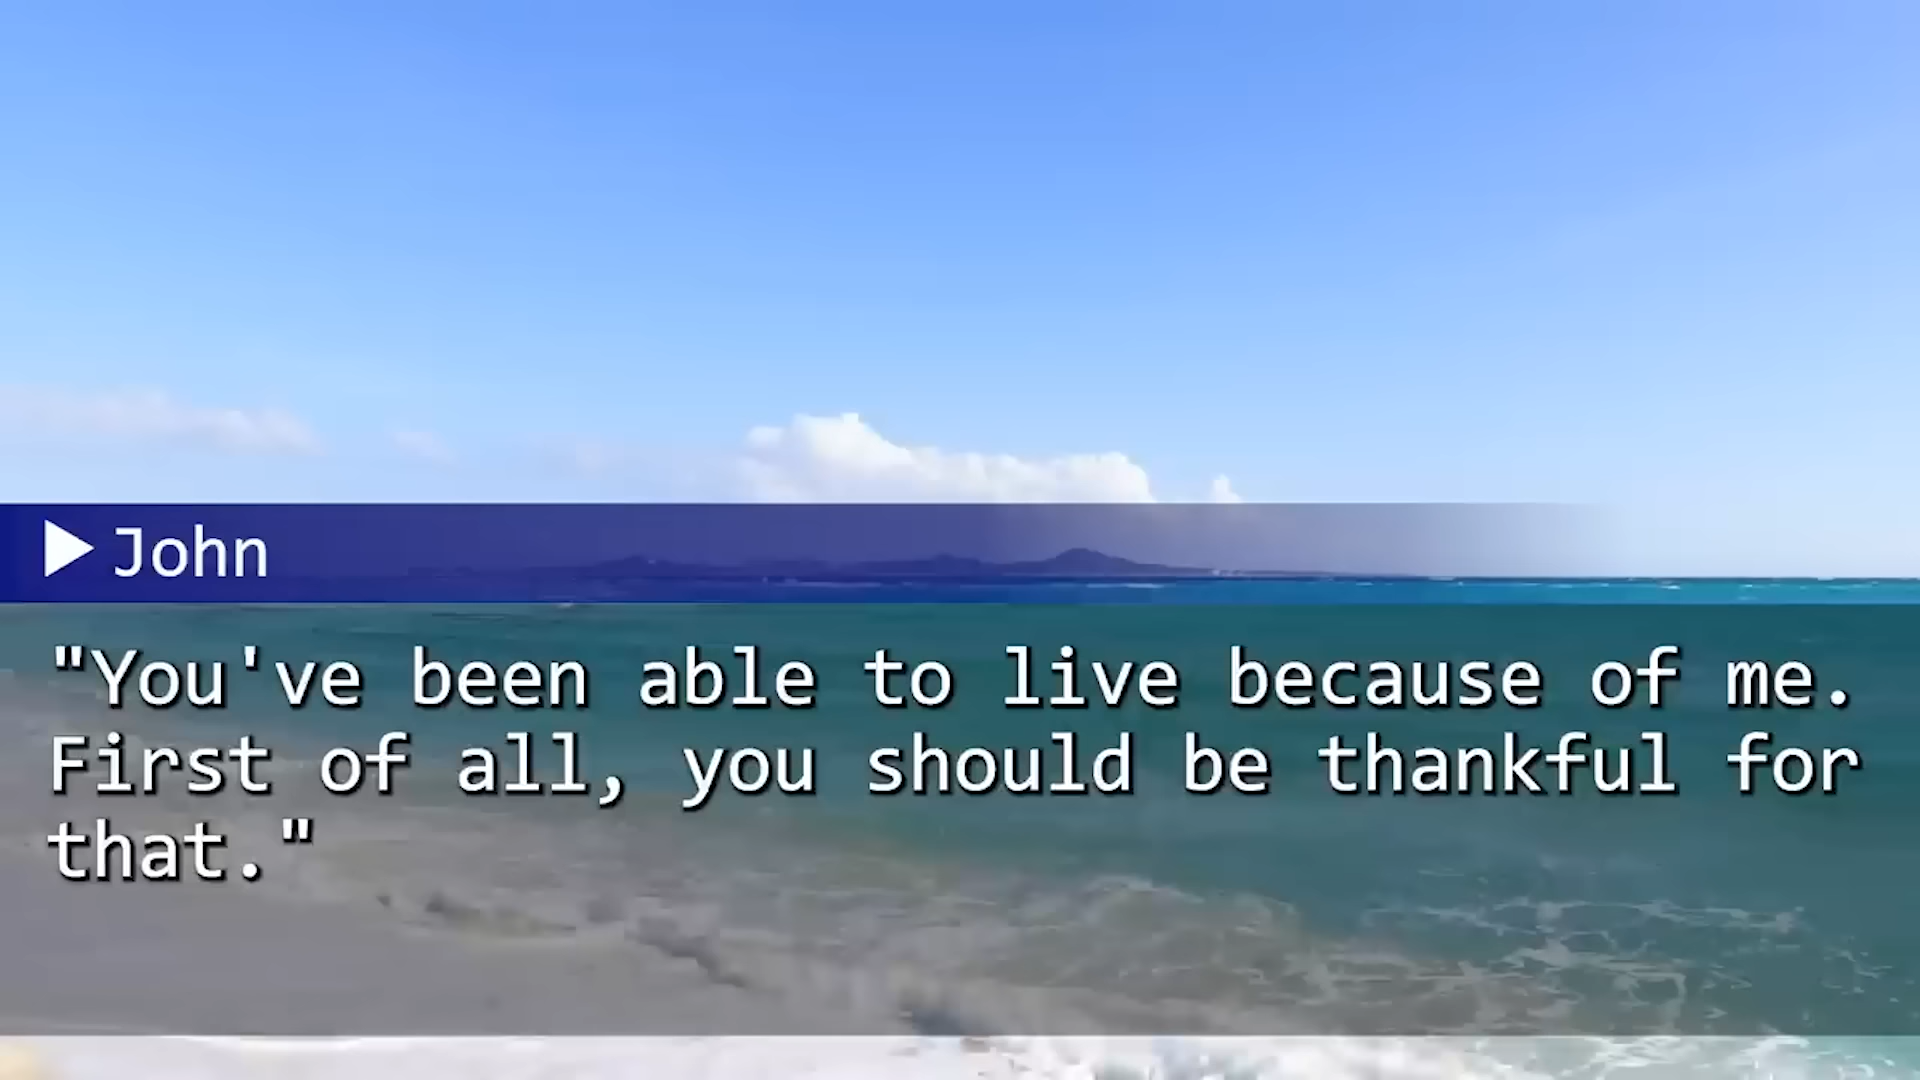 ▶John
"You've been able to live because of me.
First of all, you should be thankful for
that."